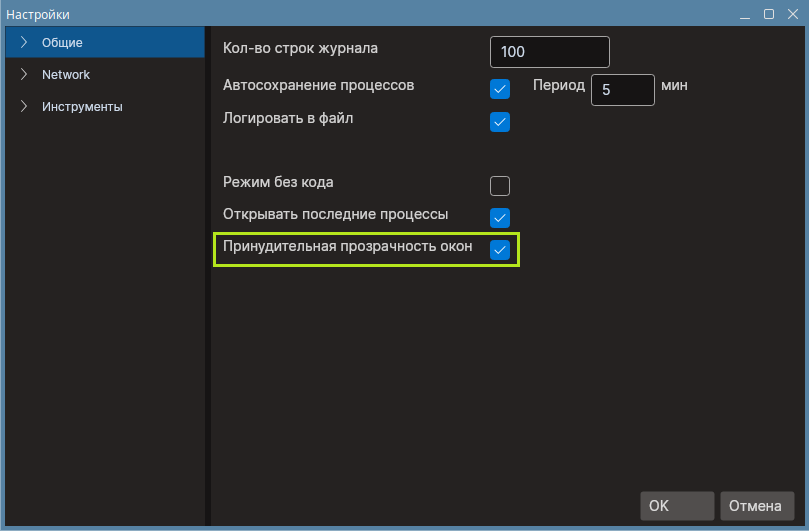 Настройки
Общие
Network
Инструменты
Кол-во строк журнала 100
Автосохранение процессов Период 5 мин
Логировать в файл
Режим без кода
Открывать последние процессы
Принудительная прозрачность окон
OK Отмена